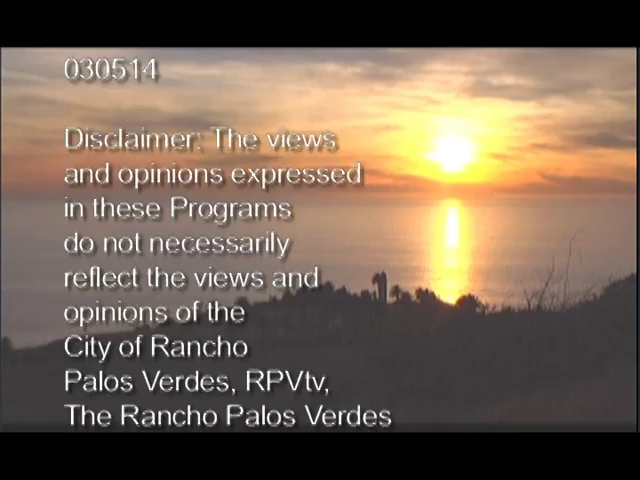 030514
Disclaimer: The views
and opinions expressed
in these Programs
do not necessarily
reflect the views and
opinions of the
City of Rancho
Palos Verdes, RPVtv,
The Rancho Palos Verdes